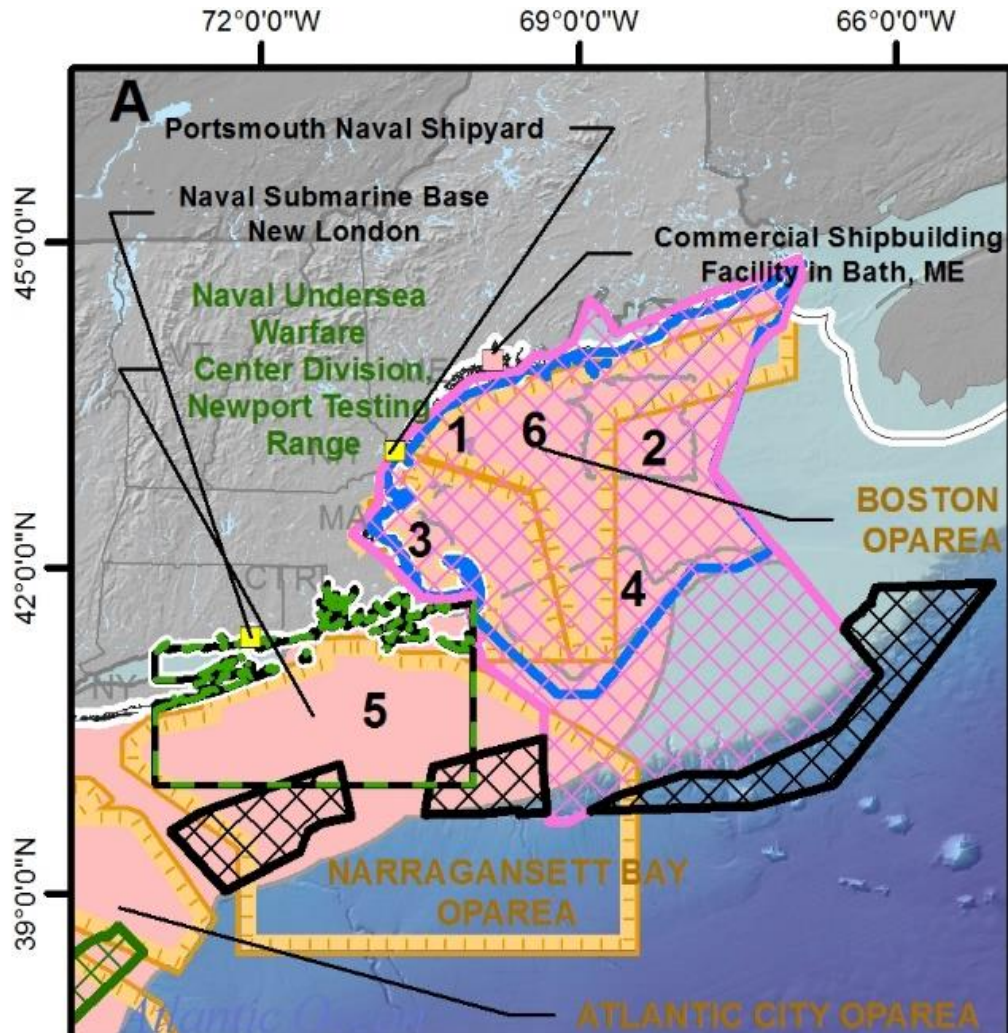 72°0'0"W
69°0'0"W
66°0'0"W
A
Portsmouth Naval Shipyard
Naval Submarine Base
New London
Commercial Shipbuilding
Facility in Bath, ME
45°0'0"N
Naval Undersea
Warfare
Center Division,
Newport Testing
Range
VT
1
6
2
BOSTON
OPAREA
MA
3
42°0'0"N
CT
RI
4
NY
5
NARRAGANSETT BAY
OPAREA
39°0'0"N
ATLANTIC CITY OPAREA
Atlantic